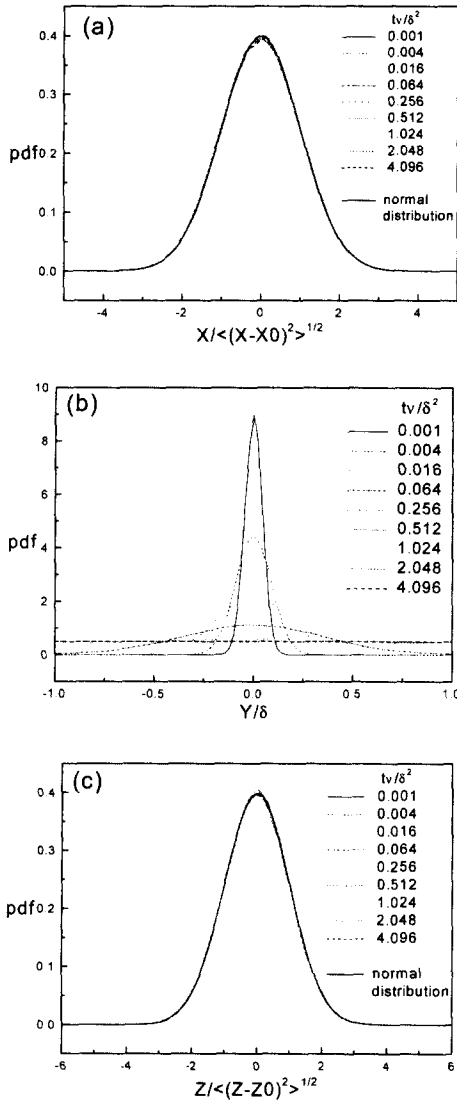 (a)
tν/δ²
0.001
0.004
0.016
0.064
0.256
0.512
1.024
2.048
4.096
normal
distribution
0.4
0.3
pdf 0.2
0.1
0.0
-4 -2 0 2 4
X/<(X-X0)²>^1/2
(b)
tν/δ²
0.001
0.004
0.016
0.064
0.256
0.512
1.024
2.048
4.096
10
8
6
pdf 4
2
0
-1.0 -0.5 0.0 0.5 1.0
Y/δ
(c)
tν/δ²
0.001
0.004
0.016
0.064
0.256
0.512
1.024
2.048
4.096
normal
distribution
0.4
0.3
pdf 0.2
0.1
0.0
-6 -4 -2 0 2 4 6
Z/<(Z-Z0)²>^1/2